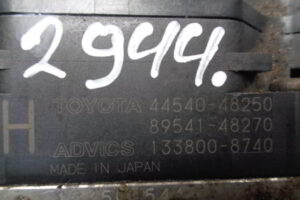 2944.
H
TOYOTA 44540-48250
89541-48270
ADVICS 133800-8740
MADE IN JAPAN